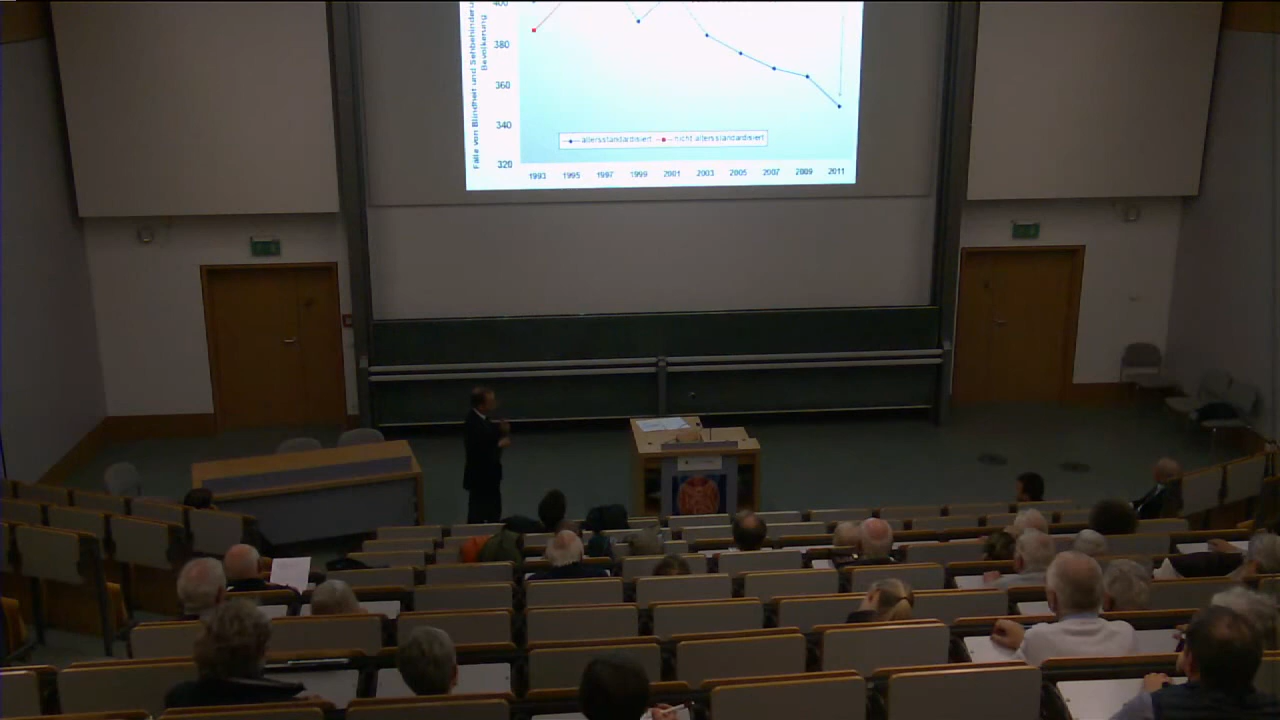 400
380
360
340
320
Fälle von Blindheit und Sehbehinderu
Bevölkerung
altersstandardisiert nicht altersstandardisiert
1993 1995 1997 1999 2001 2003 2005 2007 2009 2011